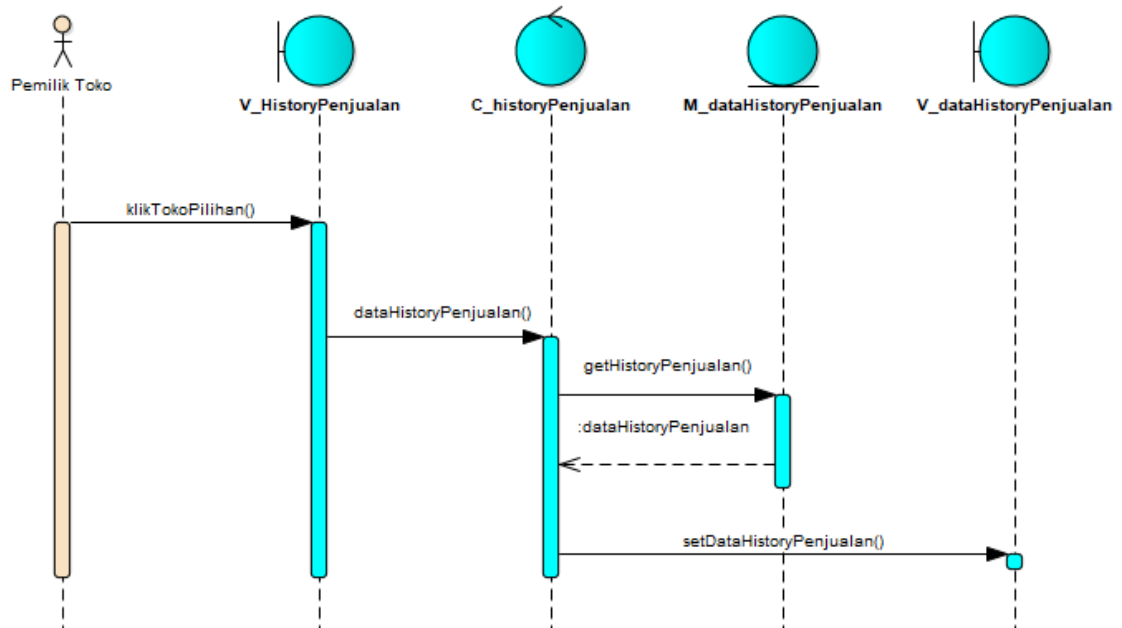 Pemilik Toko
V_HistoryPenjualan
C_historyPenjualan
M_dataHistoryPenjualan
V_dataHistoryPenjualan
klikTokoPilihan()
dataHistoryPenjualan()
getHistoryPenjualan()
:dataHistoryPenjualan
setDataHistoryPenjualan()